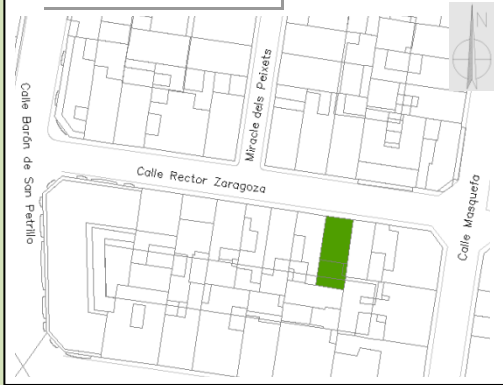 N
Calle Barón de San Petrillo
Miracle dels Peixets
Calle Rector Zaragoza
Calle Masquefa